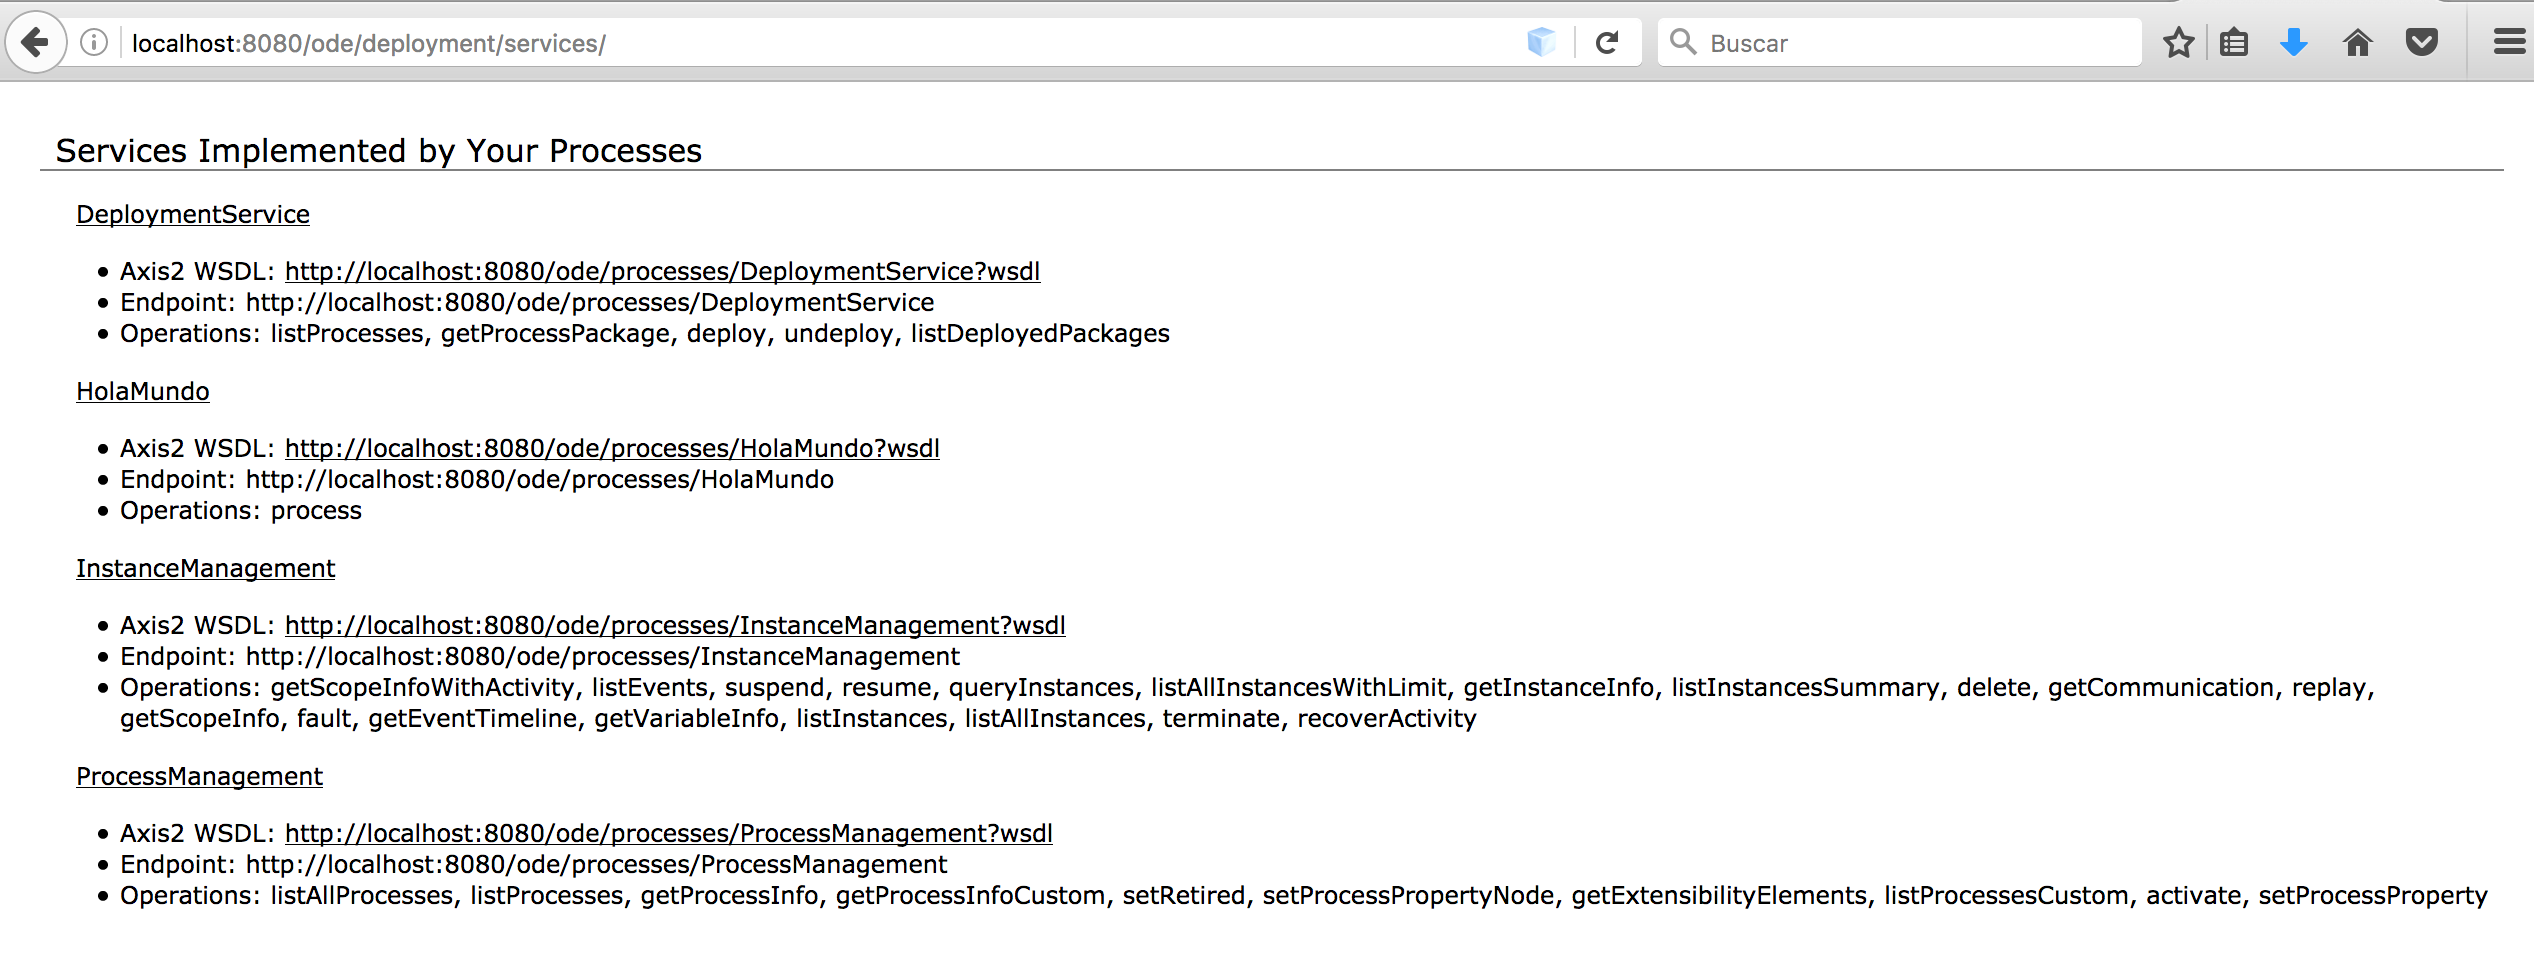 localhost:8080/ode/deployment/services/
Buscar
Services Implemented by Your Processes
DeploymentService
Axis2 WSDL: http://localhost:8080/ode/processes/DeploymentService?wsdl
Endpoint: http://localhost:8080/ode/processes/DeploymentService
Operations: listProcesses, getProcessPackage, deploy, undeploy, listDeployedPackages
HolaMundo
Axis2 WSDL: http://localhost:8080/ode/processes/HolaMundo?wsdl
Endpoint: http://localhost:8080/ode/processes/HolaMundo
Operations: process
InstanceManagement
Axis2 WSDL: http://localhost:8080/ode/processes/InstanceManagement?wsdl
Endpoint: http://localhost:8080/ode/processes/InstanceManagement
Operations: getScopeInfoWithActivity, listEvents, suspend, resume, queryInstances, listAllInstancesWithLimit, getInstanceInfo, listInstancesSummary, delete, getCommunication, replay,
getScopeInfo, fault, getEventTimeline, getVariableInfo, listInstances, listAllInstances, terminate, recoverActivity
ProcessManagement
Axis2 WSDL: http://localhost:8080/ode/processes/ProcessManagement?wsdl
Endpoint: http://localhost:8080/ode/processes/ProcessManagement
Operations: listAllProcesses, listProcesses, getProcessInfo, getProcessInfoCustom, setRetired, setProcessPropertyNode, getExtensibilityElements, listProcessesCustom, activate, setProcessProperty